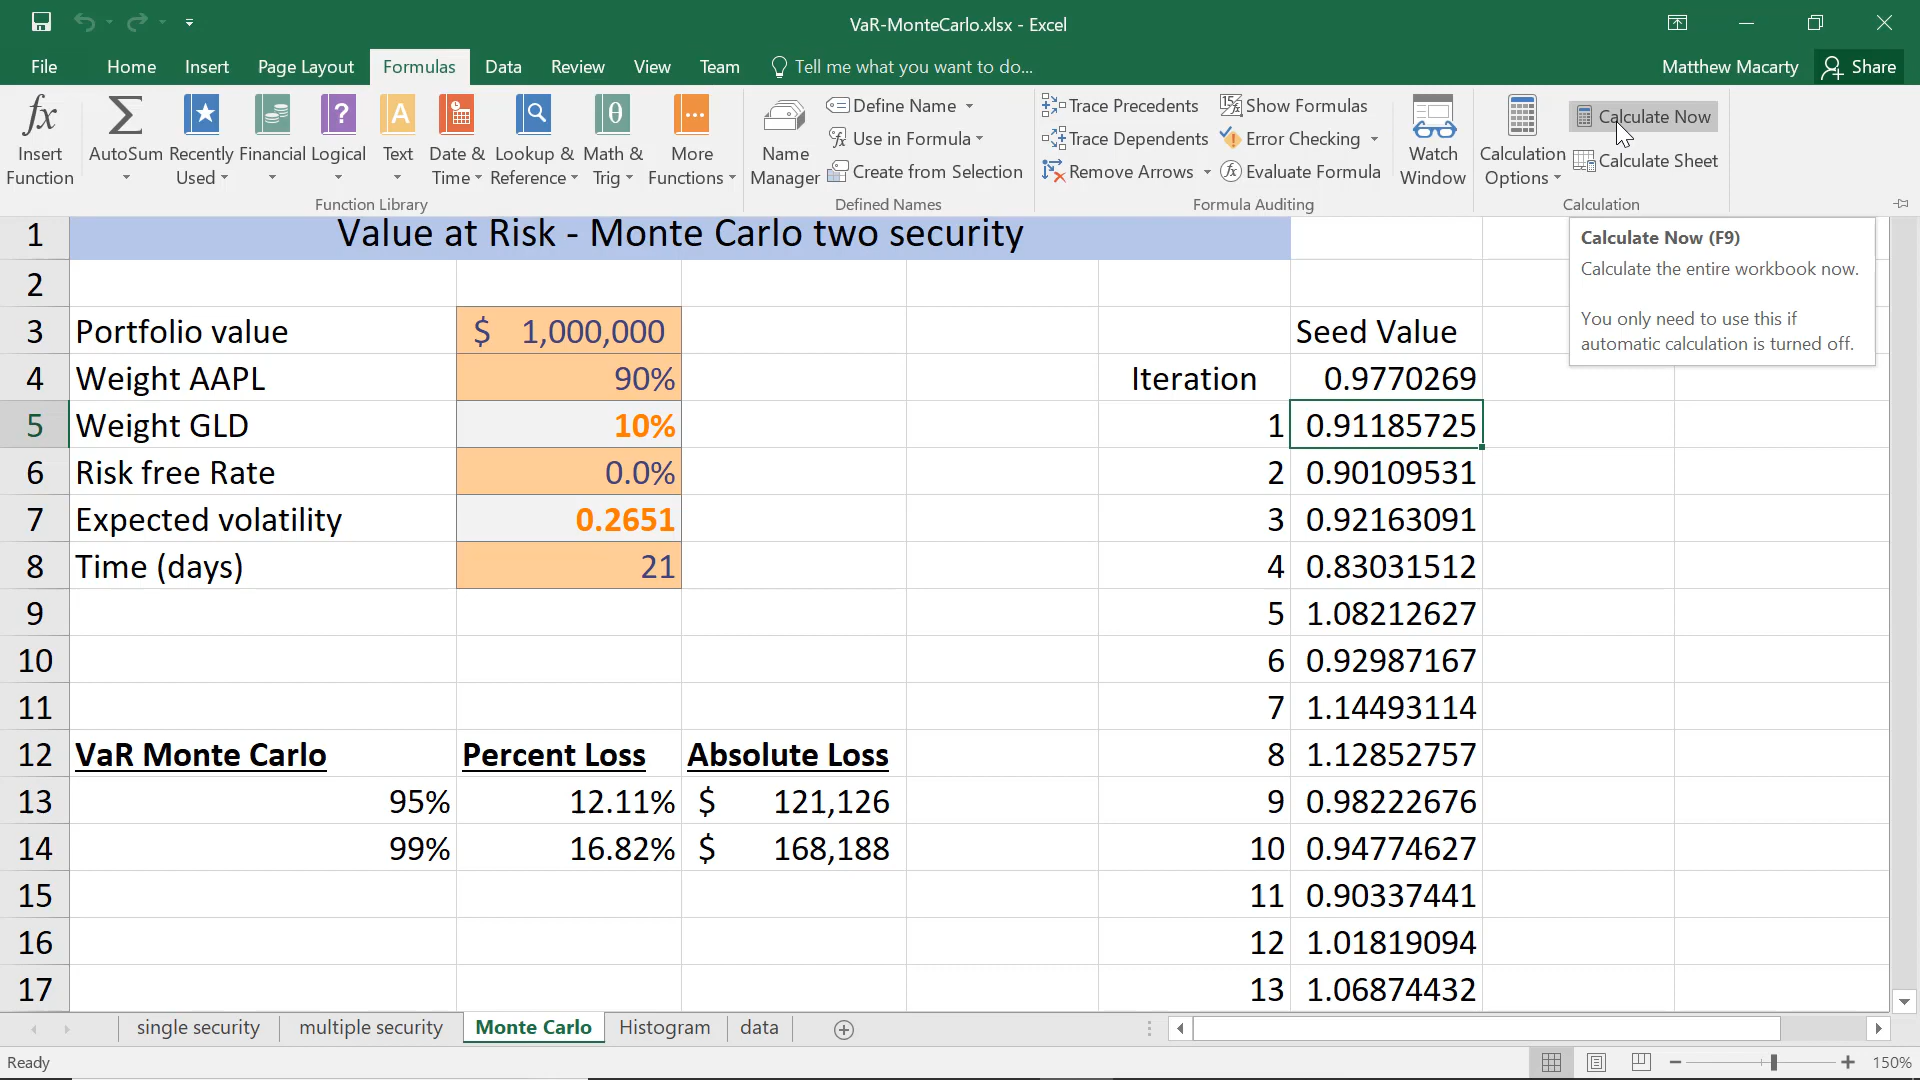 VaR-MonteCarlo.xlsx - Excel
File Home Insert Page Layout Formulas Data Review View Team Tell me what you want to do... Matthew Macarty Share
fx Insert Function
AutoSum
Recently Used
Financial
Logical
Text
Date & Time
Lookup & Reference
Math & Trig
More Functions
Function Library
Name Manager
Define Name
Use in Formula
Create from Selection
Defined Names
Trace Precedents
Trace Dependents
Remove Arrows
Show Formulas
Error Checking
Evaluate Formula
Formula Auditing
Watch Window
Calculation Options
Calculate Now
Calculate Sheet
Calculation
Calculate Now (F9)
Calculate the entire workbook now.
You only need to use this if
automatic calculation is turned off.
1 Value at Risk - Monte Carlo two security
2
3 Portfolio value $ 1,000,000 Seed Value
4 Weight AAPL 90% Iteration 0.9770269
5 Weight GLD 10% 1 0.91185725
6 Risk free Rate 0.0% 2 0.90109531
7 Expected volatility 0.2651 3 0.92163091
8 Time (days) 21 4 0.83031512
9 5 1.08212627
10 6 0.92987167
11 7 1.14493114
12 VaR Monte Carlo Percent Loss Absolute Loss 8 1.12852757
13 95% 12.11% $ 121,126 9 0.98222676
14 99% 16.82% $ 168,188 10 0.94774627
15 11 0.90337441
16 12 1.01819094
17 13 1.06874432
single security multiple security Monte Carlo Histogram data
Ready 150%